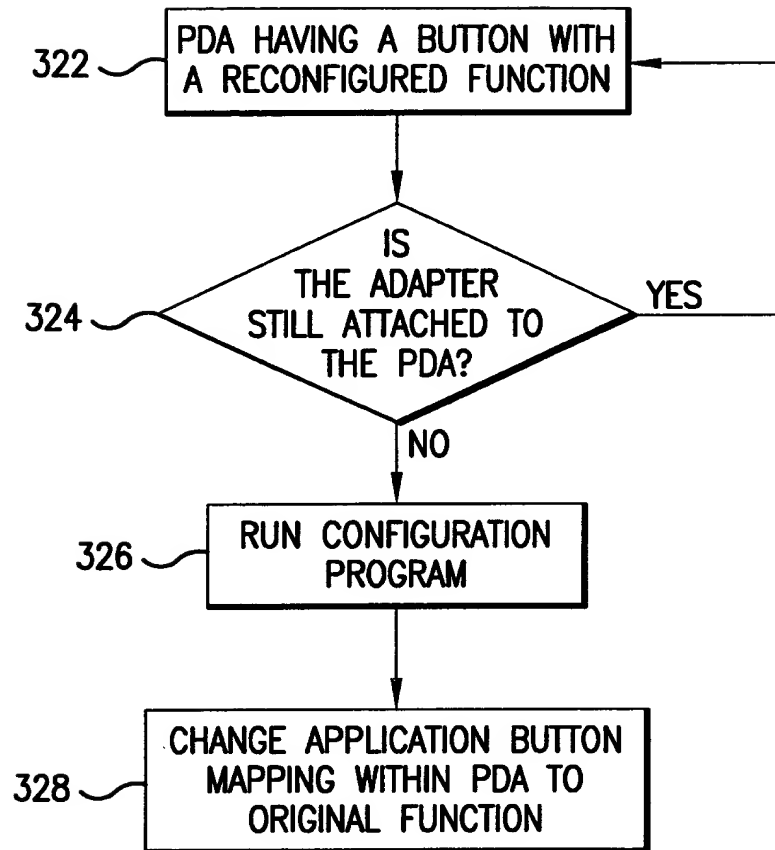 322
PDA HAVING A BUTTON WITH
A RECONFIGURED FUNCTION
324
IS
THE ADAPTER
STILL ATTACHED TO
THE PDA?
YES
NO
326
RUN CONFIGURATION
PROGRAM
328
CHANGE APPLICATION BUTTON
MAPPING WITHIN PDA TO
ORIGINAL FUNCTION